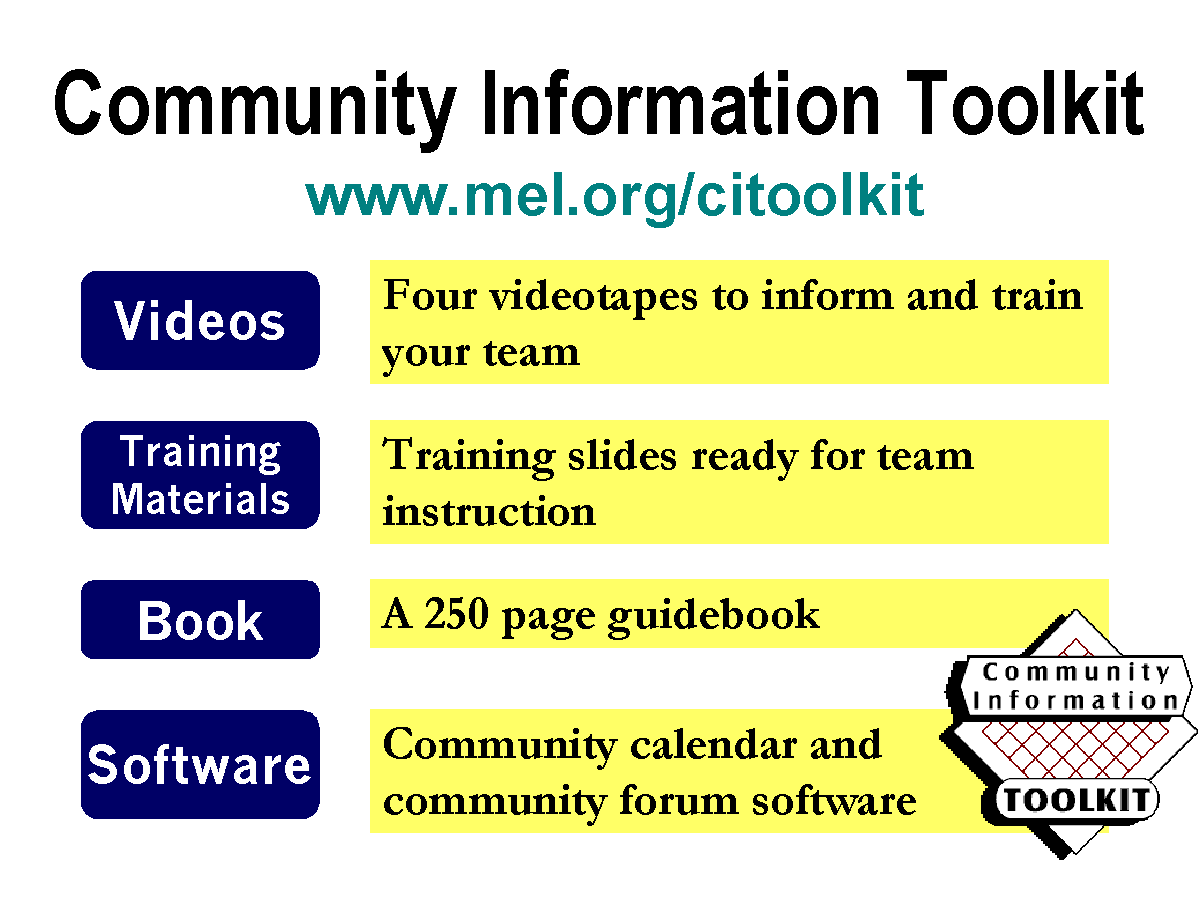 Community Information Toolkit
www.mel.org/citoolkit
Videos
Four videotapes to inform and train
your team
Training
Materials
Training slides ready for team
instruction
Book
A 250 page guidebook
Software
Community calendar and
community forum software
Community
Information
TOOLKIT